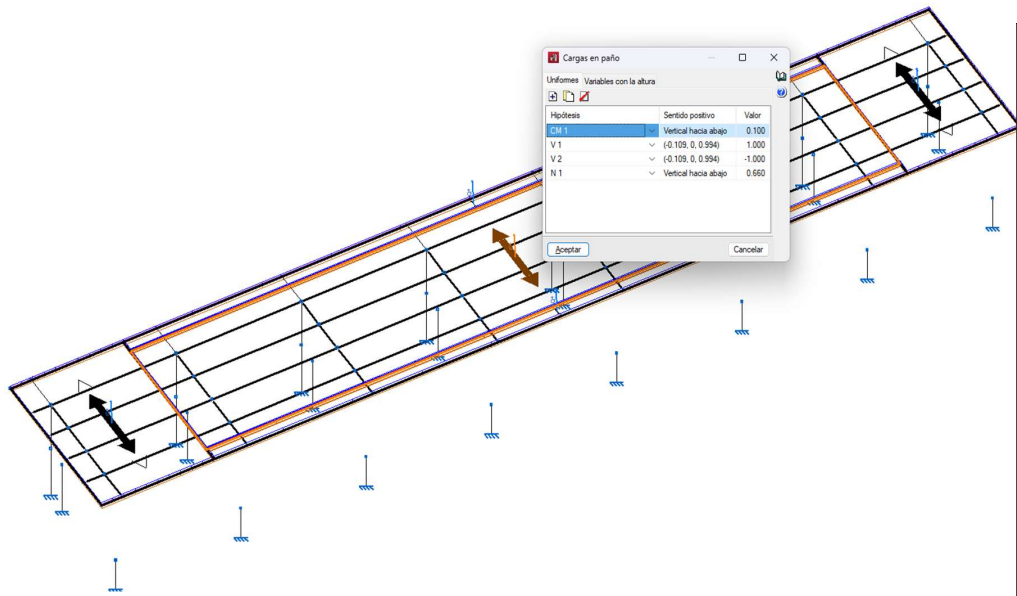 Cargas en paño
Uniformes Variables con la altura
Hipótesis Sentido positivo Valor
CM 1 Vertical hacia abajo 0.100
V 1 (-0.109, 0, 0.994) 1.000
V 2 (-0.109, 0, 0.994) -1.000
N 1 Vertical hacia abajo 0.660
Aceptar Cancelar